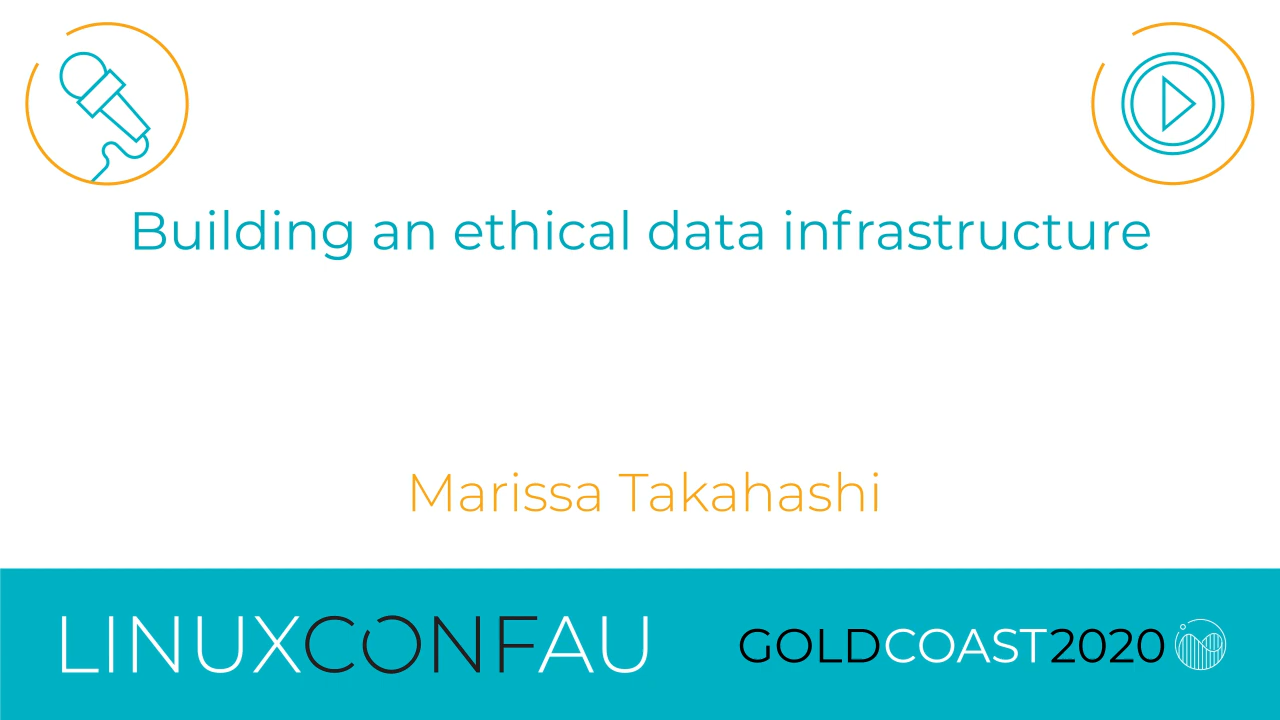 Building an ethical data infrastructure
Marissa Takahashi
LINUXCONFAU
GOLDCOAST2020